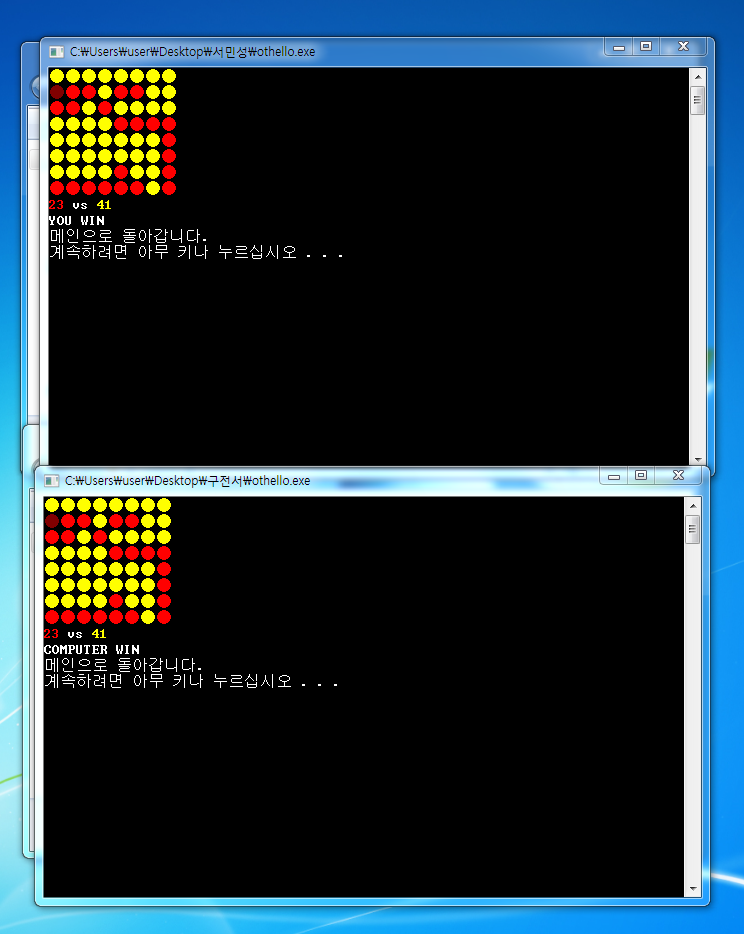 C:₩Users₩user₩Desktop₩서민성₩othello.exe
23 vs 41
YOU WIN
메인으로 돌아갑니다.
계속하려면 아무 키나 누르십시오 . . .
C:₩Users₩user₩Desktop₩구전서₩othello.exe
23 vs 41
COMPUTER WIN
메인으로 돌아갑니다.
계속하려면 아무 키나 누르십시오 . . .